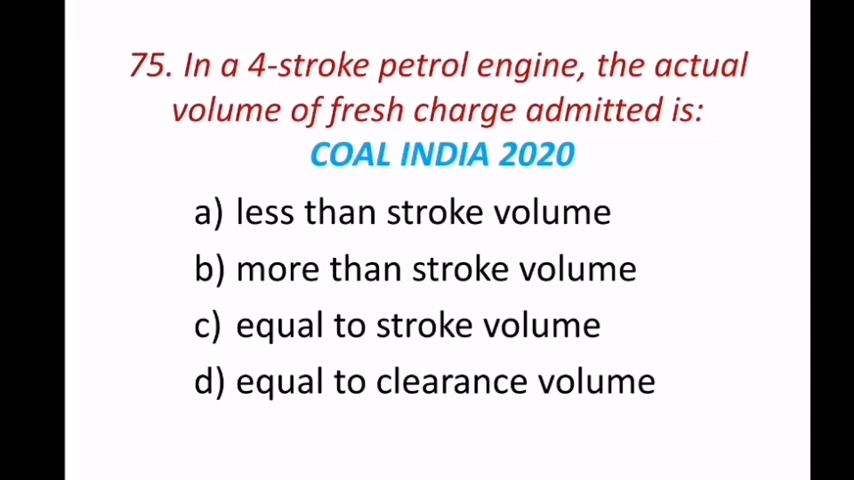 75. In a 4-stroke petrol engine, the actual
volume of fresh charge admitted is:
COAL INDIA 2020
a) less than stroke volume
b) more than stroke volume
c) equal to stroke volume
d) equal to clearance volume